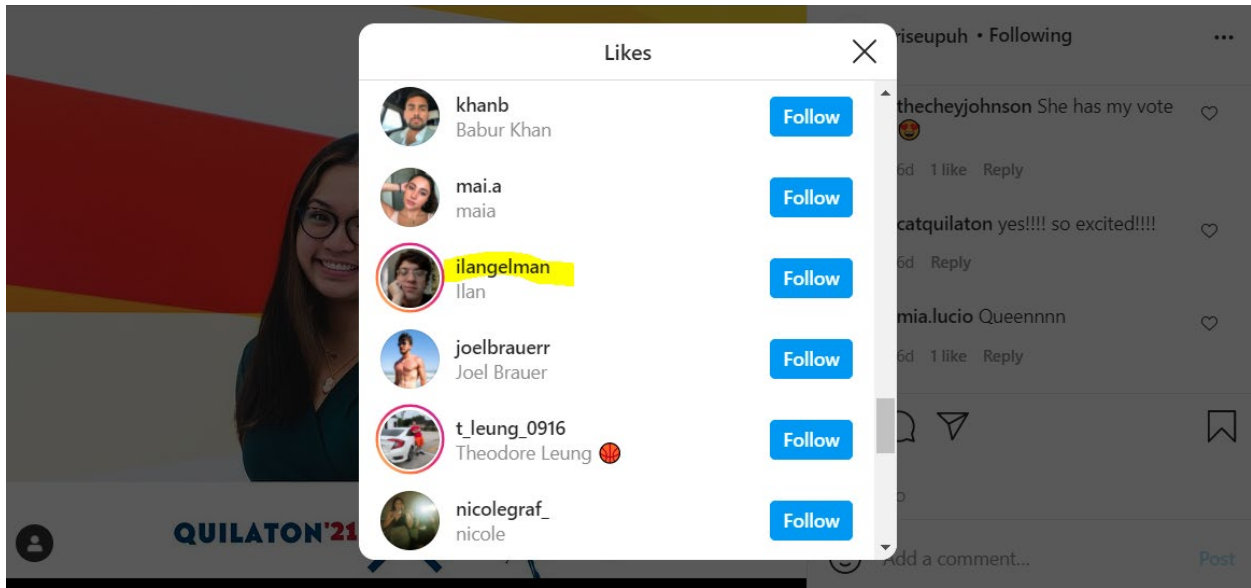 Likes
khanb
Babur Khan
Follow
mai.a
maia
Follow
ilangelman
Ilan
Follow
joelbrauerr
Joel Brauer
Follow
t_leung_0916
Theodore Leung 🏀
Follow
nicolegraf_
nicole
Follow
QUILATON'21
riseupuh • Following
thecheyjohnson She has my vote
😍
6d 1 like Reply
catquilaton yes!!!! so excited!!!!
6d Reply
mia.lucio Queennnn
6d 1 like Reply
Add a comment...
Post